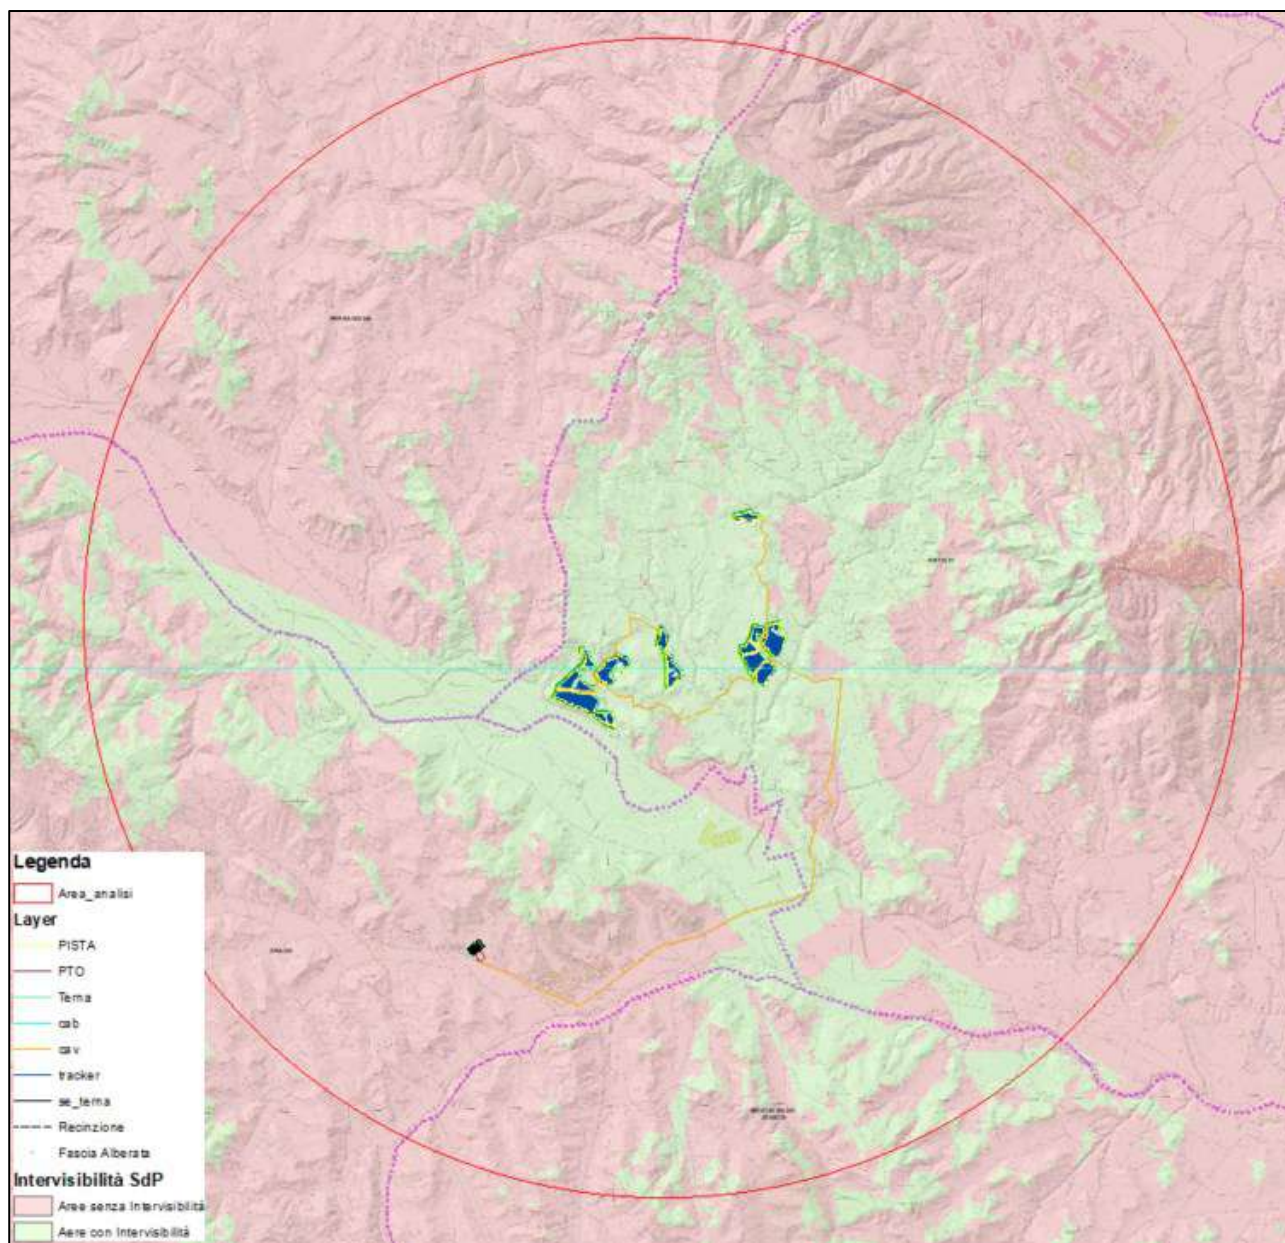 Legenda
Area_analisi
Layer
PISTA
PTO
Terna
cab
cav
tracker
se_terna
Recinzione
Fascia Alberata
Intervisibilità SdP
Aree senza Intervisibilità
Aere con Intervisibilità